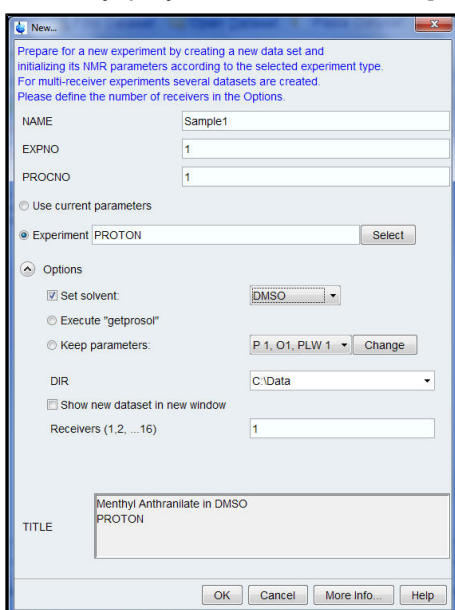 New...
Prepare for a new experiment by creating a new data set and
initializing its NMR parameters according to the selected experiment type.
For multi-receiver experiments several datasets are created.
Please define the number of receivers in the Options.
NAME Sample1
EXPNO 1
PROCNO 1
Use current parameters
Experiment PROTON Select
Options
Set solvent: DMSO
Execute "getprosol"
Keep parameters: P 1, O1, PLW 1 Change
DIR C:\Data
Show new dataset in new window
Receivers (1,2, ...16) 1
Menthyl Anthranilate in DMSO
PROTON
TITLE
OK Cancel More Info... Help